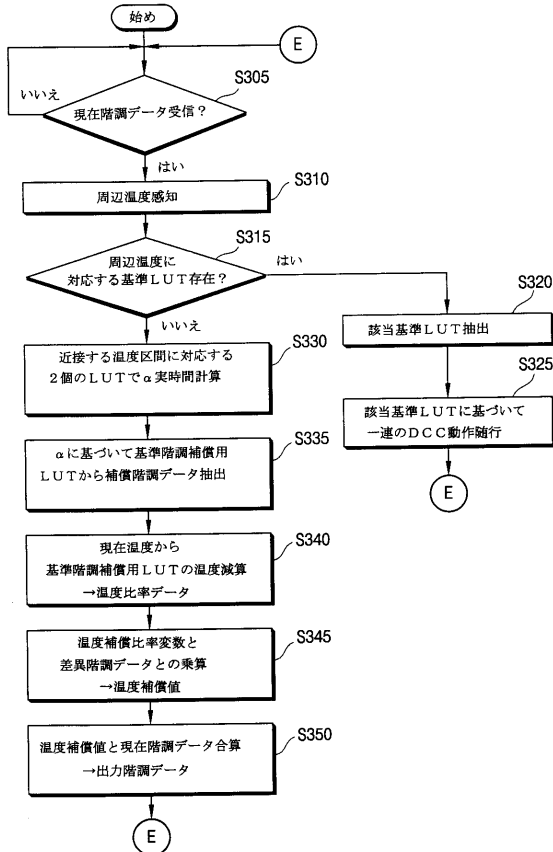 始め
E
S305
いいえ
現在階調データ受信？
はい
S310
周辺温度感知
S315
周辺温度に
対応する基準ＬＵＴ存在？
はい
いいえ
S320
該当基準ＬＵＴ抽出
S325
該当基準ＬＵＴに基づいて
一連のＤＣＣ動作随行
E
S330
近接する温度区間に対応する
２個のＬＵＴでα実時間計算
S335
αに基づいて基準階調補償用
ＬＵＴから補償階調データ抽出
S340
現在温度から
基準階調補償用ＬＵＴの温度減算
→温度比率データ
S345
温度補償比率変数と
差異階調データとの乗算
→温度補償値
S350
温度補償値と現在階調データ合算
→出力階調データ
E